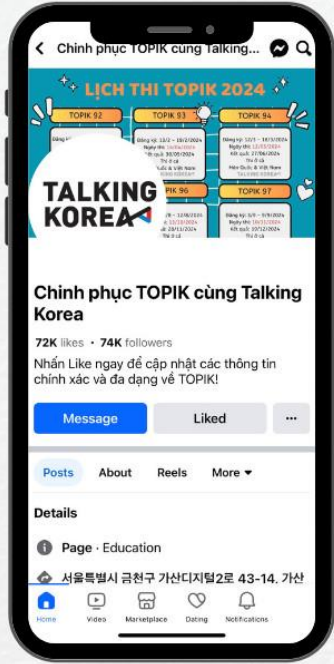 Chinh phục TOPIK cùng Talking...
LỊCH THI TOPIK 2024
TOPIK 92
TOPIK 93
TOPIK 94
TALKING
KOREA
PIK 96
TOPIK 97
Chinh phục TOPIK cùng Talking
Korea
72K likes • 74K followers
Nhấn Like ngay để cập nhật các thông tin
chính xác và đa dạng về TOPIK!
Message
Liked
Posts
About
Reels
More
Details
Page · Education
서울특별시 금천구 가산디지털2로 43-14, 가산
Home
Video
Marketplace
Dating
Notifications